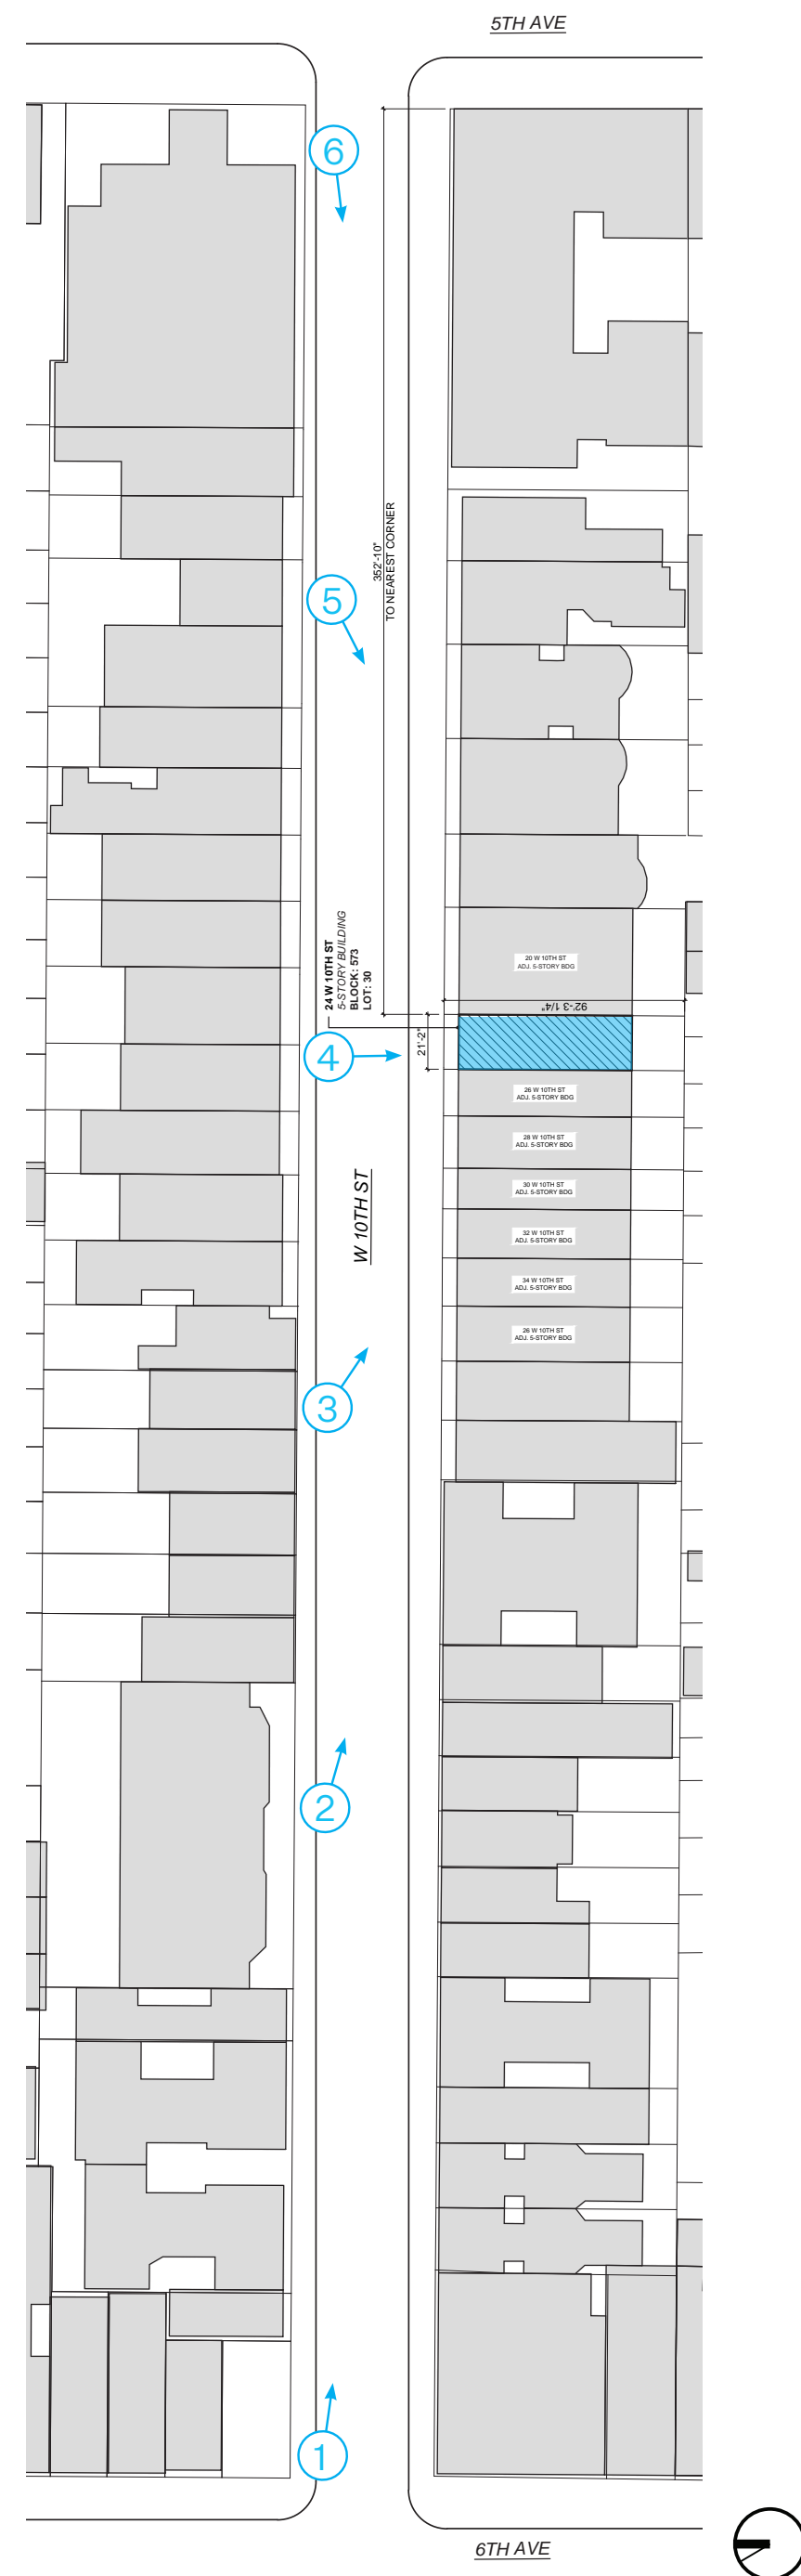 5TH AVE
6
352'-10"
TO NEAREST CORNER
5
24 W 10TH ST
5-STORY BUILDING
BLOCK: 573
LOT: 30
20 W 10TH ST
ADJ. 5-STORY BDG
92'-3 1/4"
21'-2"
4
26 W 10TH ST
ADJ. 5-STORY BDG
28 W 10TH ST
ADJ. 5-STORY BDG
30 W 10TH ST
ADJ. 5-STORY BDG
W 10TH ST
32 W 10TH ST
ADJ. 5-STORY BDG
34 W 10TH ST
ADJ. 5-STORY BDG
26 W 10TH ST
ADJ. 5-STORY BDG
3
2
1
6TH AVE